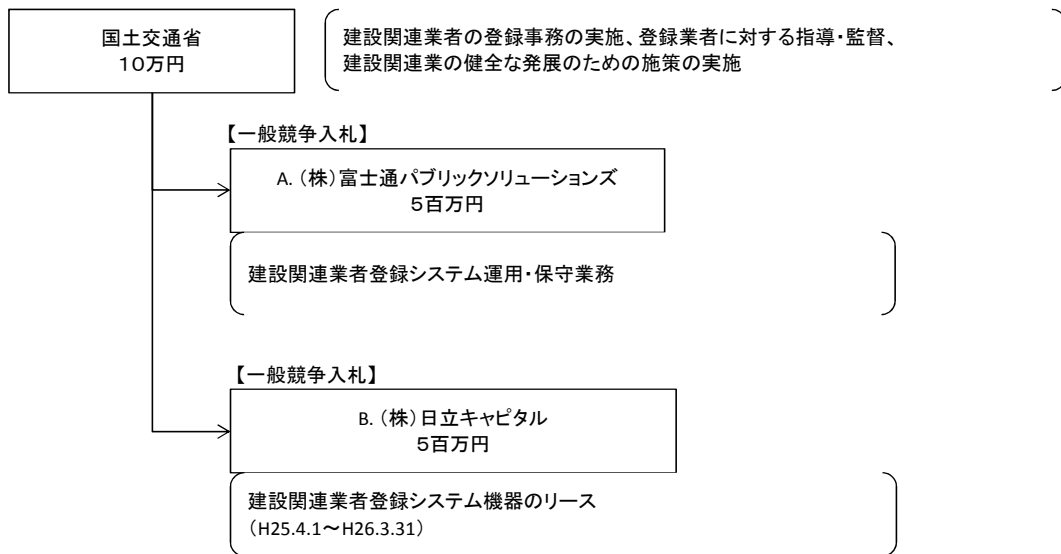 国土交通省
10万円
建設関連業者の登録事務の実施、登録業者に対する指導・監督、
建設関連業の健全な発展のための施策の実施
【一般競争入札】
A.（株）富士通パブリックソリューションズ
５百万円
建設関連業者登録システム運用・保守業務
【一般競争入札】
B.（株）日立キャピタル
５百万円
建設関連業者登録システム機器のリース
（H25.4.1～H26.3.31）